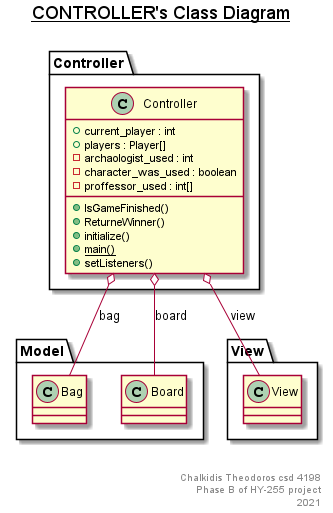 CONTROLLER's Class Diagram
Controller
C Controller
current_player : int
players : Player[]
archaologist_used : int
character_was_used : boolean
proffessor_used : int[]
IsGameFinished()
ReturneWinner()
initialize()
main()
setListeners()
bag
board
view
Model
View
C Bag
C Board
C View
Chalkidis Theodoros csd 4198
Phase B of HY-255 project
2021